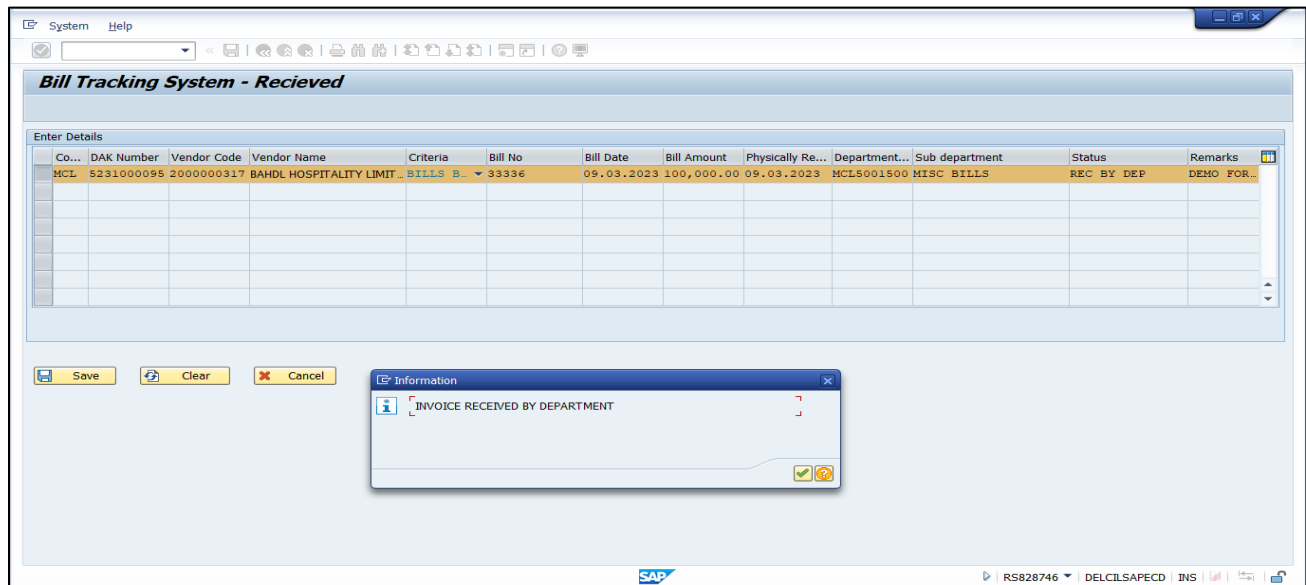 System Help
Bill Tracking System - Recieved
Enter Details
Co... DAK Number Vendor Code Vendor Name Criteria Bill No Bill Date Bill Amount Physically Re... Department... Sub department Status Remarks
MCL 5231000095 2000000317 BAHDL HOSPITALITY LIMIT... BILLS B... 33336 09.03.2023 100,000.00 09.03.2023 MCL5001500 MISC BILLS REC BY DEP DEMO FOR...
Save Clear Cancel
Information
INVOICE RECEIVED BY DEPARTMENT
SAP RS828746 DELCILSAPECD INS